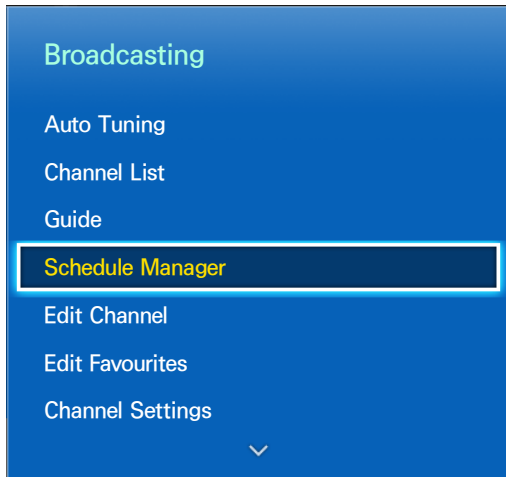 Broadcasting
Auto Tuning
Channel List
Guide
Schedule Manager
Edit Channel
Edit Favourites
Channel Settings